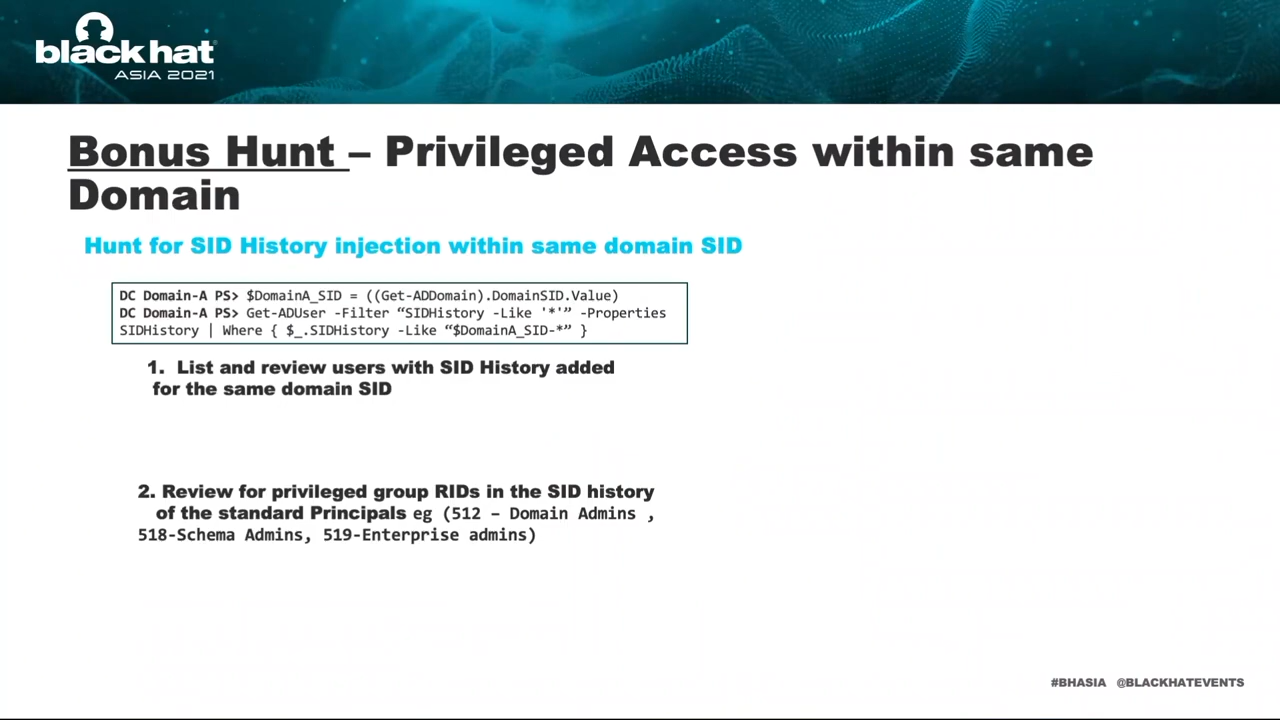 black hat
ASIA 2021
Bonus Hunt – Privileged Access within same
Domain
Hunt for SID History injection within same domain SID
DC Domain-A PS> $DomainA_SID = ((Get-ADDomain).DomainSID.Value)
DC Domain-A PS> Get-ADUser -Filter “SIDHistory -Like '*'” -Properties
SIDHistory | Where { $_.SIDHistory -Like “$DomainA_SID-*” }
1. List and review users with SID History added
for the same domain SID
2. Review for privileged group RIDs in the SID history
of the standard Principals eg (512 – Domain Admins ,
518-Schema Admins, 519-Enterprise admins)
#BHASIA @BLACKHATEVENTS